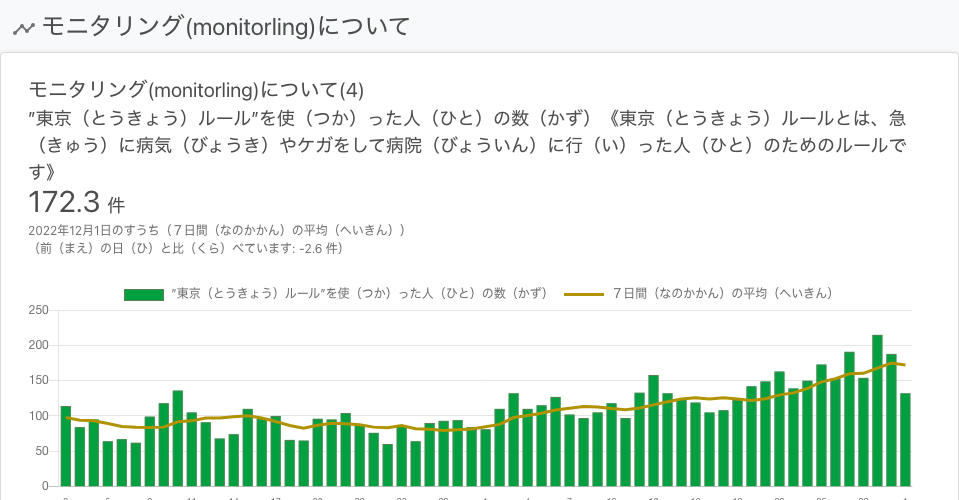 モニタリング(monitorling)について
モニタリング(monitorling)について(4)
”東京（とうきょう）ルール”を使（つか）った人（ひと）の数（かず）《東京（とうきょう）ルールとは、急
（きゅう）に病気（びょうき）やケガをして病院（びょういん）に行（い）った人（ひと）のためのルールで
す》
172.3 件
2022年12月1日のすうち（７日間（なのかかん）の平均（へいきん））
（前（まえ）の日（ひ）と比（くら）べています: -2.6 件）
”東京（とうきょう）ルール”を使（つか）った人（ひと）の数（かず） ７日間（なのかかん）の平均（へいきん）
250
200
150
100
50
0